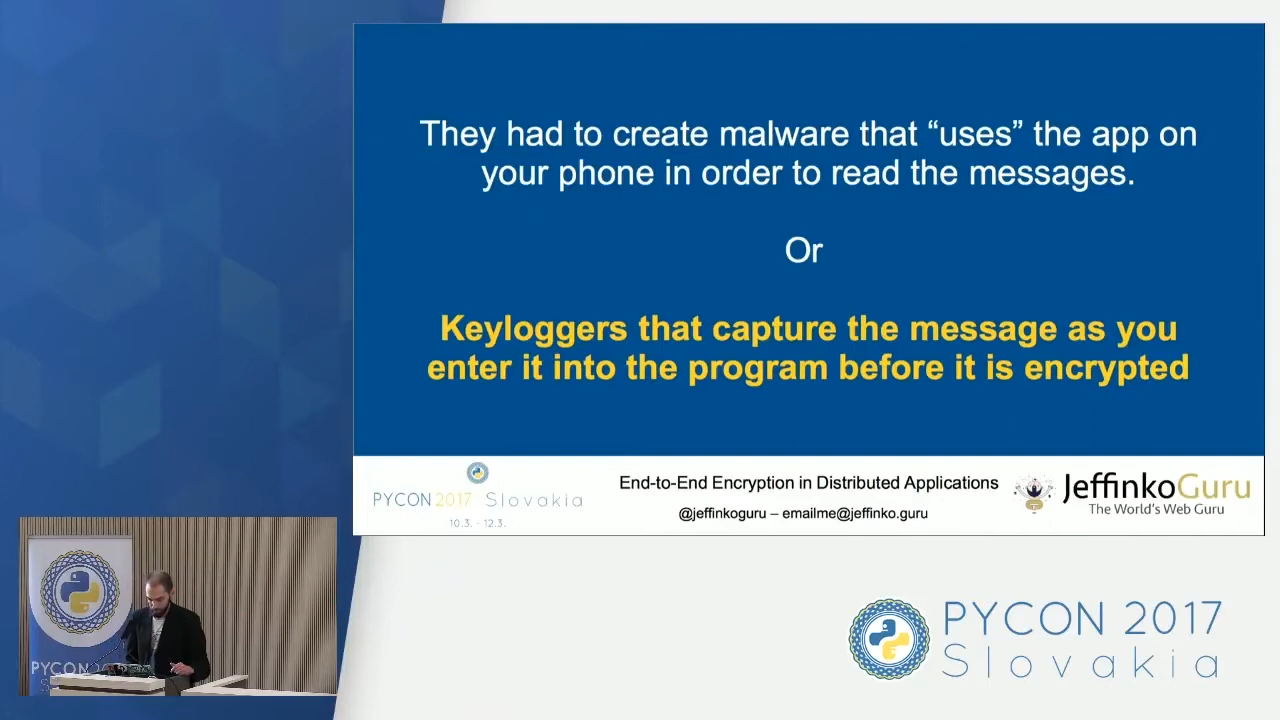 They had to create malware that “uses” the app on
your phone in order to read the messages.
Or
Keyloggers that capture the message as you
enter it into the program before it is encrypted
PYCON 2017 Slovakia
10.3. - 12.3.
End-to-End Encryption in Distributed Applications
@jeffinkoguru – emailme@jeffinko.guru
JeffinkoGuru
The World's Web Guru
PYCON
PYCON 2017
Slovakia